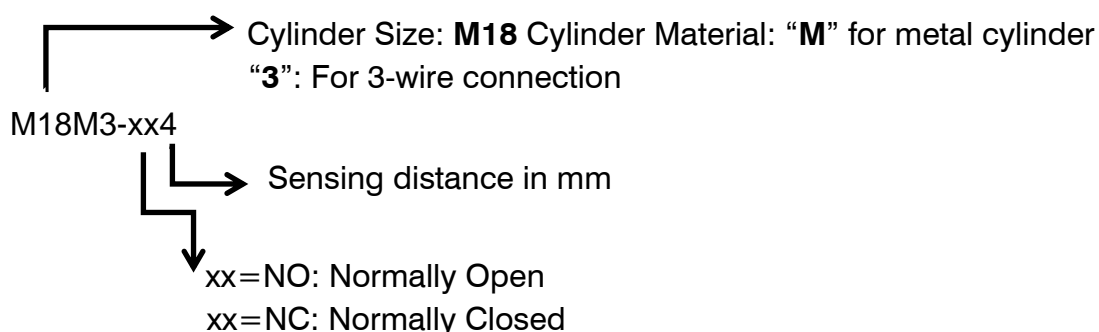 Cylinder Size: M18 Cylinder Material: “M” for metal cylinder
“3”: For 3-wire connection
M18M3-xx4
Sensing distance in mm
xx=NO: Normally Open
xx=NC: Normally Closed